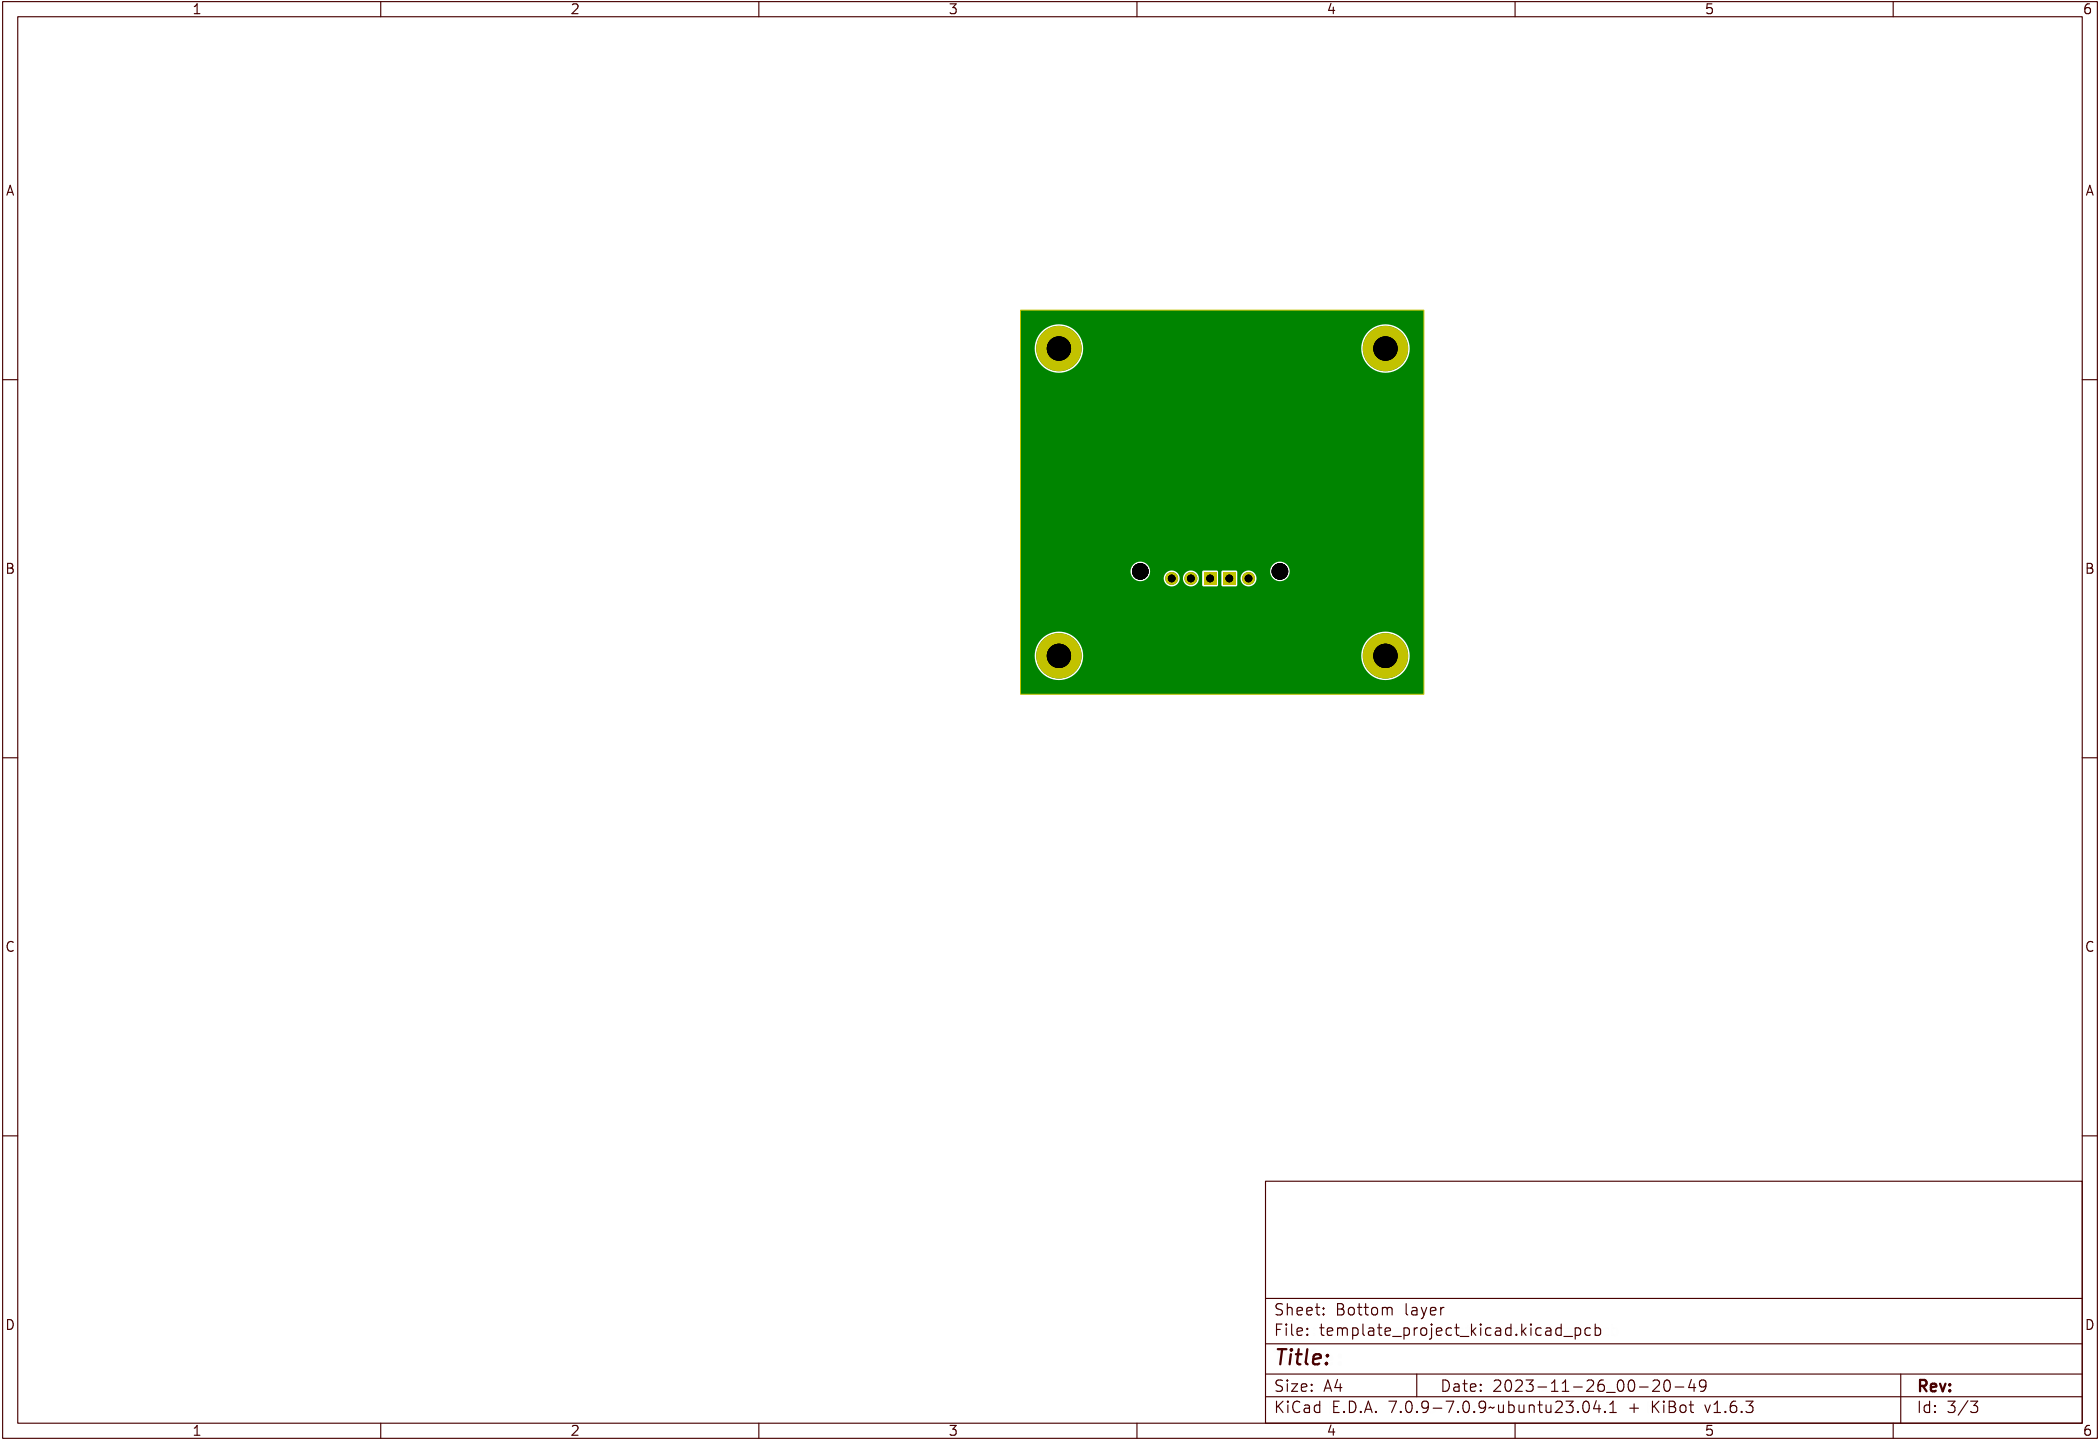 1 2 3 4 5 6
A A
B B
C C
Sheet: Bottom layer
File: template_project_kicad.kicad_pcb
D D
Title:
Size: A4 Date: 2023-11-26_00-20-49 Rev:
KiCad E.D.A. 7.0.9-7.0.9~ubuntu23.04.1 + KiBot v1.6.3 Id: 3/3
1 2 3 4 5 6